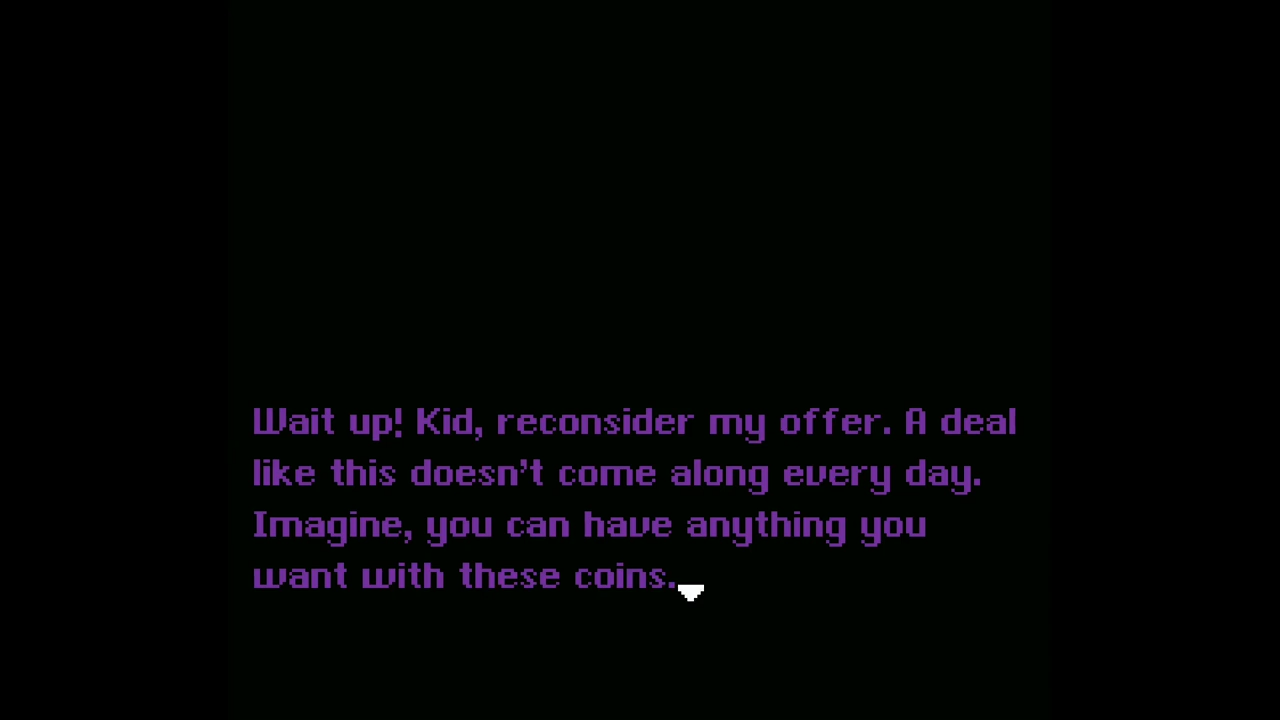 Wait up! Kid, reconsider my offer. A deal
like this doesn't come along every day.
Imagine, you can have anything you
want with these coins.